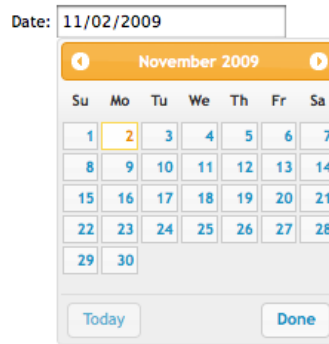 Date: 11/02/2009
November 2009
Su Mo Tu We Th Fr Sa
1 2 3 4 5 6 7
8 9 10 11 12 13 14
15 16 17 18 19 20 21
22 23 24 25 26 27 28
29 30
Today Done